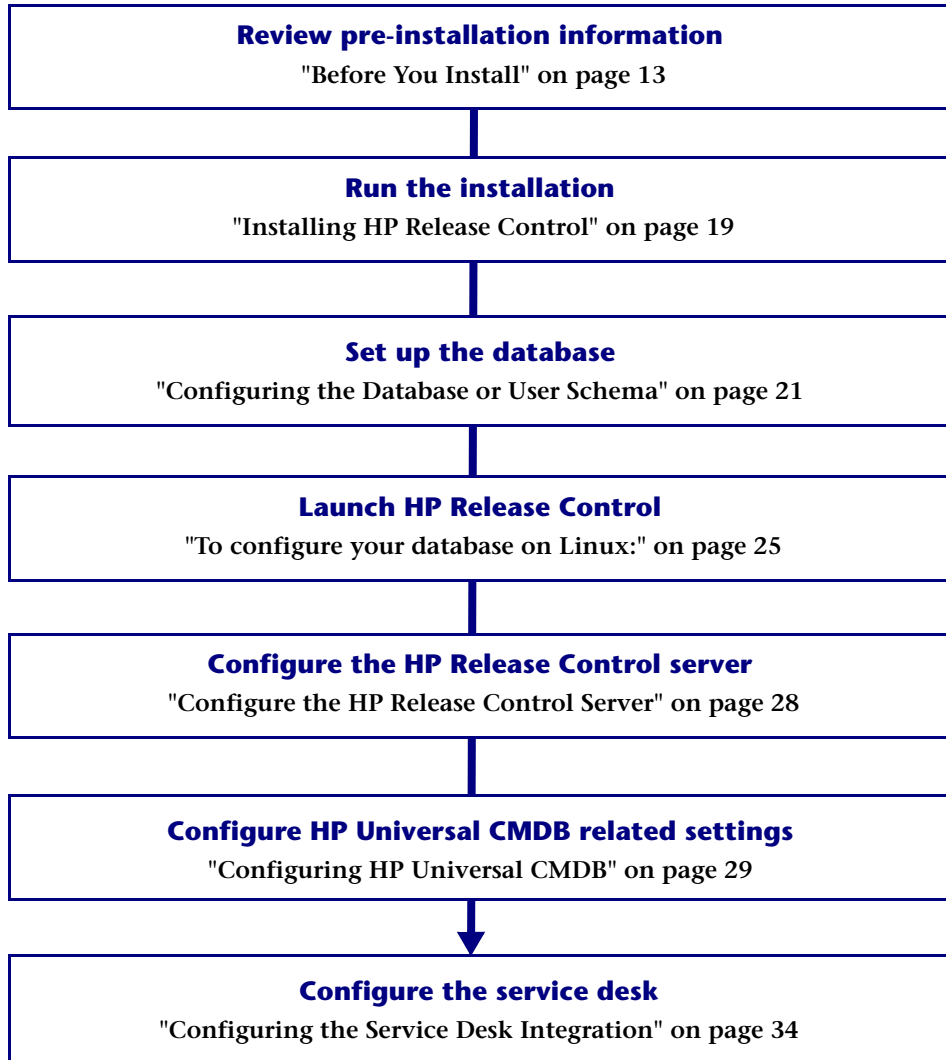 Review pre-installation information
"Before You Install" on page 13
Run the installation
"Installing HP Release Control" on page 19
Set up the database
"Configuring the Database or User Schema" on page 21
Launch HP Release Control
"To configure your database on Linux:" on page 25
Configure the HP Release Control server
"Configure the HP Release Control Server" on page 28
Configure HP Universal CMDB related settings
"Configuring HP Universal CMDB" on page 29
Configure the service desk
"Configuring the Service Desk Integration" on page 34